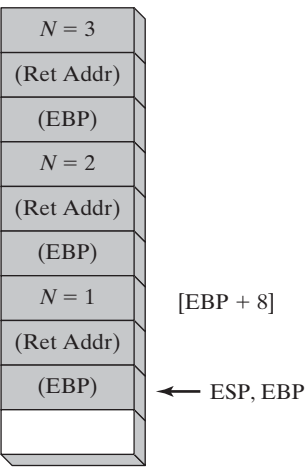 N = 3
(Ret Addr)
(EBP)
N = 2
(Ret Addr)
(EBP)
N = 1
[EBP + 8]
(Ret Addr)
(EBP)
ESP, EBP